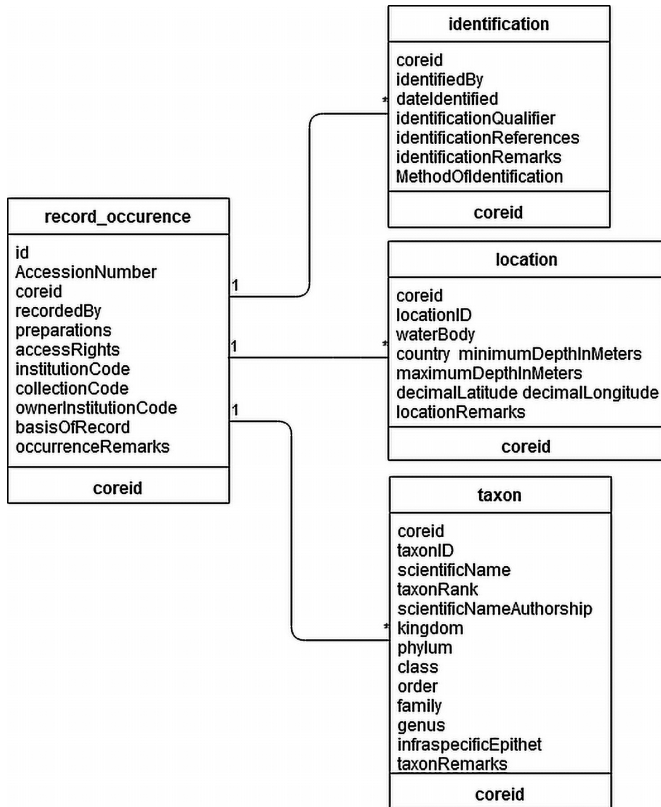 identification
coreid
identifiedBy
dateIdentified
identificationQualifier
identificationReferences
identificationRemarks
MethodOfIdentification
coreid
*
record_occurence
id
AccessionNumber
coreid
recordedBy
preparations
accessRights
institutionCode
collectionCode
ownerInstitutionCode
basisOfRecord
occurrenceRemarks
coreid
1
1
1
location
coreid
locationID
waterBody
country minimumDepthInMeters
maximumDepthInMeters
decimalLatitude decimalLongitude
locationRemarks
coreid
*
taxon
coreid
taxonID
scientificName
taxonRank
scientificNameAuthorship
kingdom
phylum
class
order
family
genus
infraspecificEpithet
taxonRemarks
coreid
*